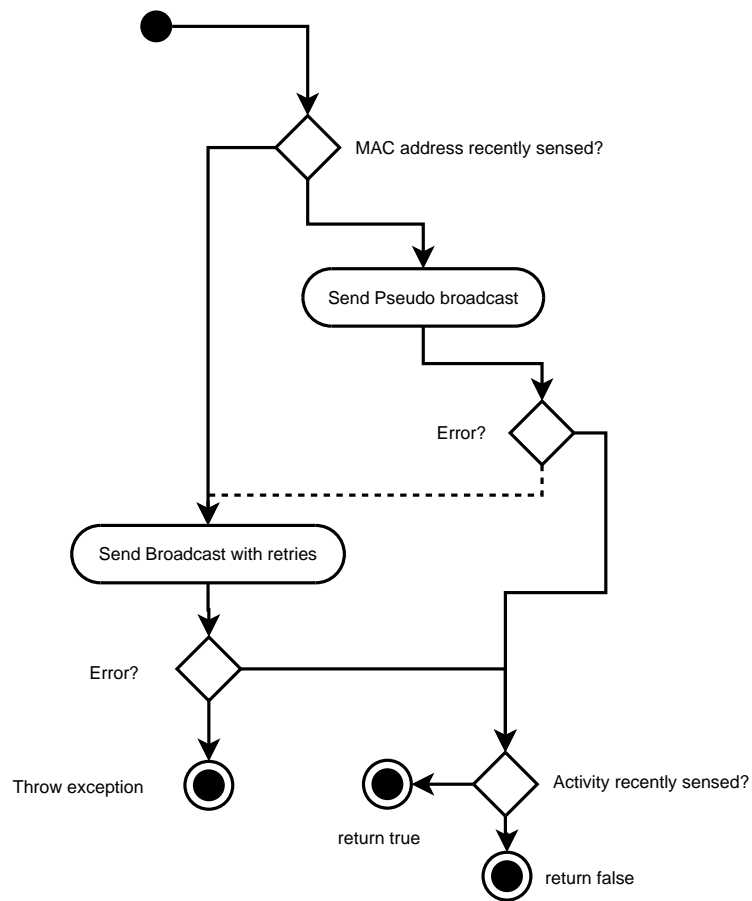 MAC address recently sensed?
Send Pseudo broadcast
Error?
Send Broadcast with retries
Error?
Throw exception
Activity recently sensed?
return true
return false